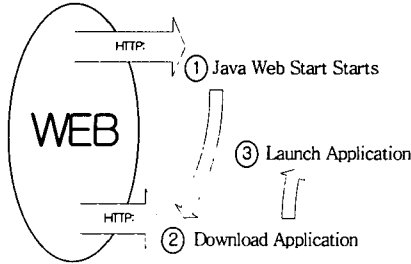 HTTP:
① Java Web Start Starts
WEB
③ Launch Application
HTTP:
② Download Application